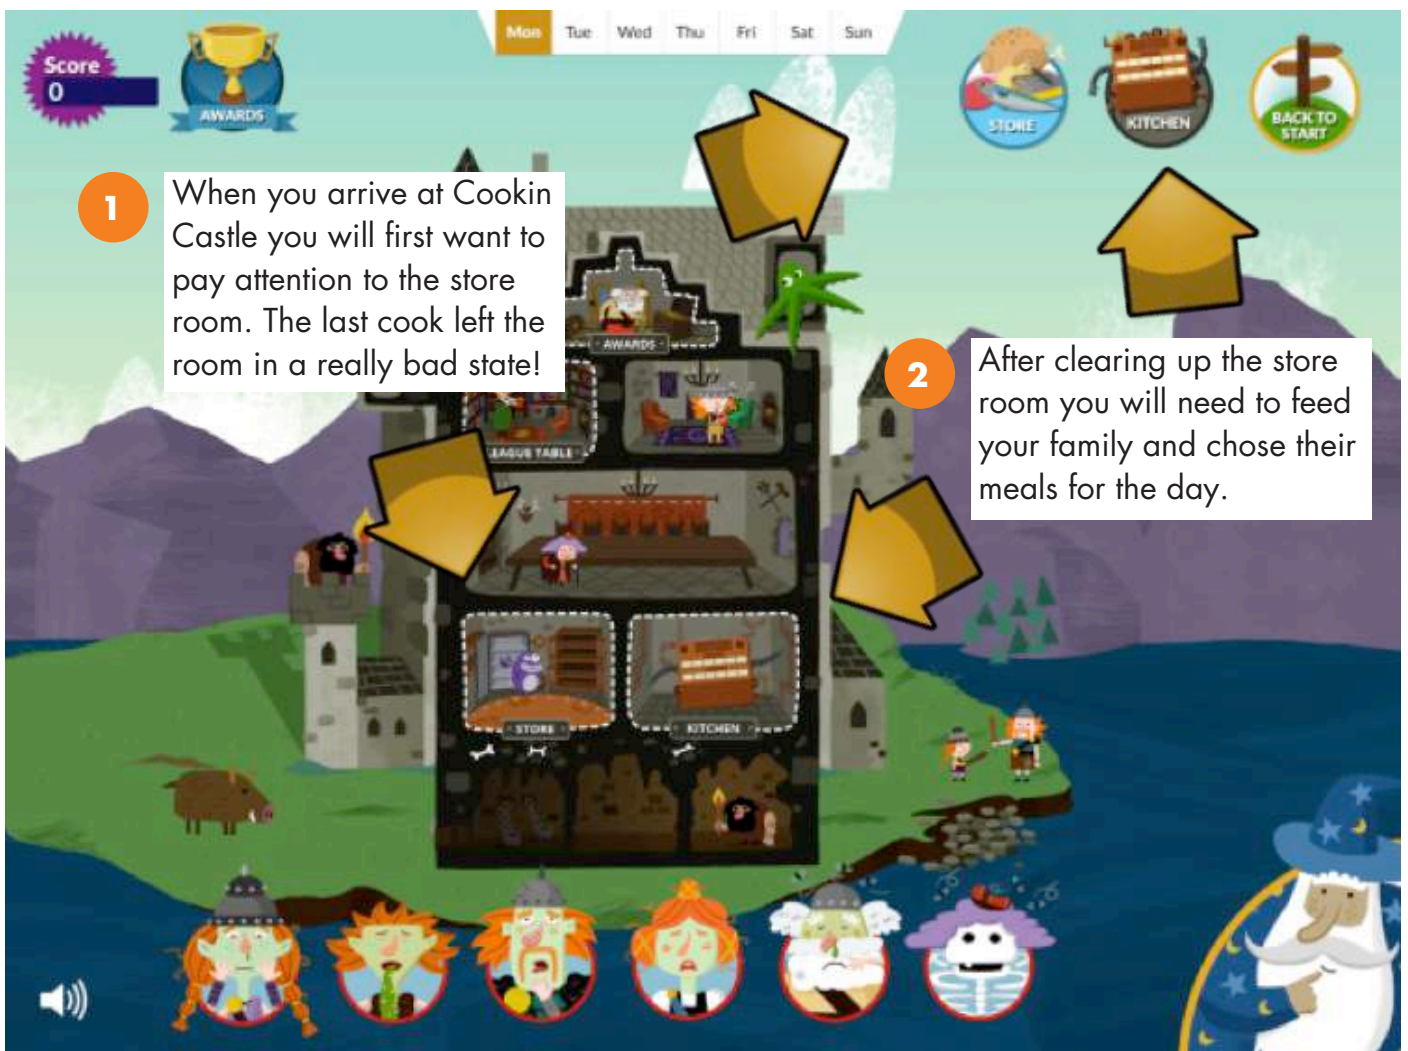 Mon Tue Wed Thu Fri Sat Sun
Score
0
AWARDS
STORE
KITCHEN
BACK TO
START
1
When you arrive at Cookin
Castle you will first want to
pay attention to the store
room. The last cook left the
room in a really bad state!
AWARDS
2
After clearing up the store
room you will need to feed
your family and chose their
meals for the day.
LEAGUE TABLE
STORE
KITCHEN